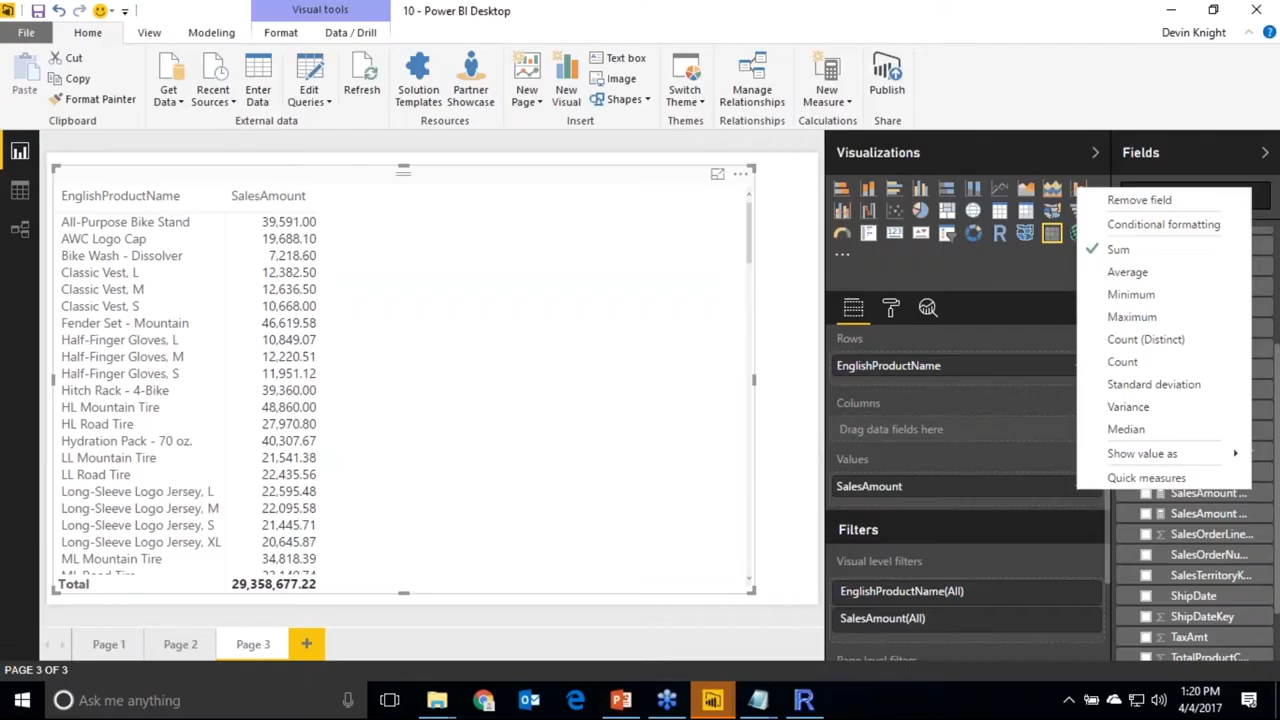 Visual tools
10 - Power BI Desktop
File
Home
View
Modeling
Format
Data / Drill
Devin Knight
Paste
Cut
Copy
Format Painter
Clipboard
Get Data
Recent Sources
Enter Data
Edit Queries
Refresh
External data
Solution Templates
Partner Showcase
Resources
New Page
New Visual
Text box
Image
Shapes
Insert
Switch Theme
Themes
Manage Relationships
Relationships
New Measure
Calculations
Publish
Share
EnglishProductName SalesAmount
All-Purpose Bike Stand 39,591.00
AWC Logo Cap 19,688.10
Bike Wash - Dissolver 7,218.60
Classic Vest, L 12,382.50
Classic Vest, M 12,636.50
Classic Vest, S 10,668.00
Fender Set - Mountain 46,619.58
Half-Finger Gloves, L 10,849.07
Half-Finger Gloves, M 12,220.51
Half-Finger Gloves, S 11,951.12
Hitch Rack - 4-Bike 39,360.00
HL Mountain Tire 48,860.00
HL Road Tire 27,970.80
Hydration Pack - 70 oz. 40,307.67
LL Mountain Tire 21,541.38
LL Road Tire 22,435.56
Long-Sleeve Logo Jersey, L 22,595.48
Long-Sleeve Logo Jersey, M 22,095.58
Long-Sleeve Logo Jersey, S 21,445.71
Long-Sleeve Logo Jersey, XL 20,645.87
ML Mountain Tire 34,818.39
Total 29,358,677.22
Page 1
Page 2
Page 3
PAGE 3 OF 3
Visualizations
R
Rows
EnglishProductName
Columns
Drag data fields here
Values
SalesAmount
Filters
Visual level filters
EnglishProductName(All)
SalesAmount(All)
Page level filters
Fields
Remove field
Conditional formatting
Sum
Average
Minimum
Maximum
Count (Distinct)
Count
Standard deviation
Variance
Median
Show value as
Quick measures
SalesAmount ...
SalesAmount ...
SalesOrderLine...
SalesOrderNu...
SalesTerritoryK...
ShipDate
ShipDateKey
TaxAmt
TotalProductC...
Ask me anything
1:20 PM
4/4/2017